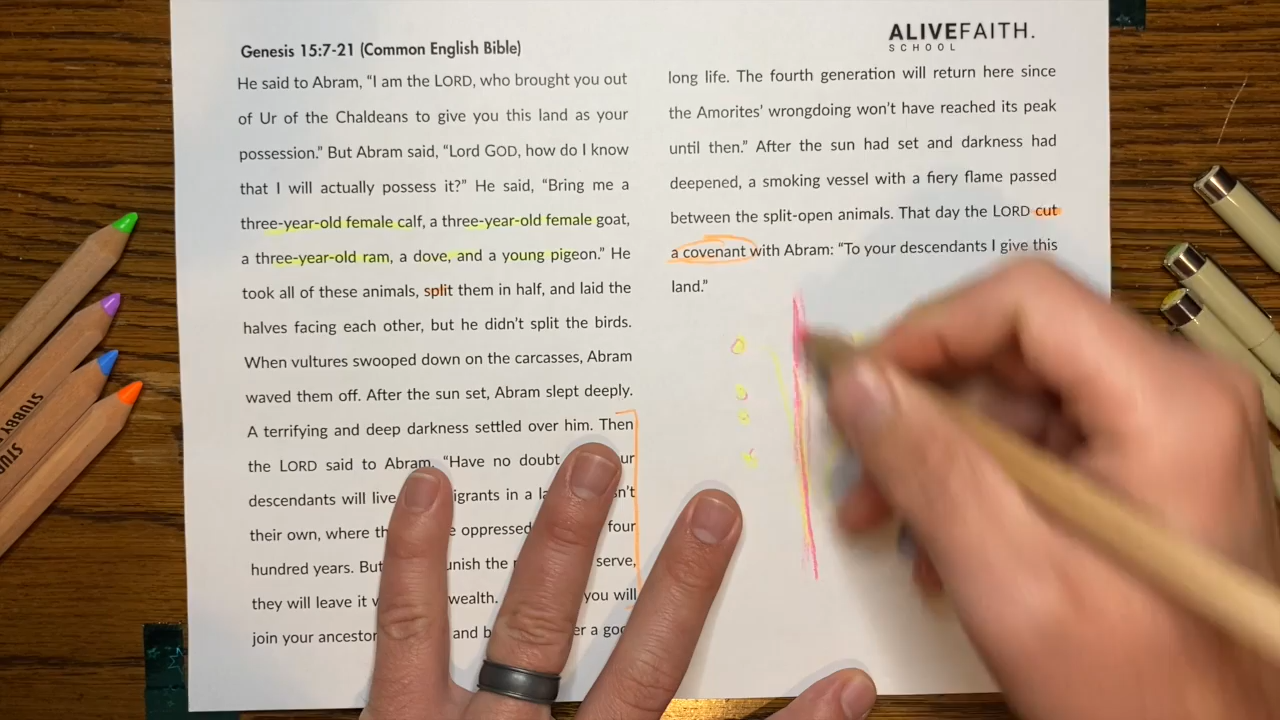 Genesis 15:7-21 (Common English Bible)
He said to Abram, “I am the LORD, who brought you out
of Ur of the Chaldeans to give you this land as your
possession.” But Abram said, “Lord GOD, how do I know
that I will actually possess it?” He said, “Bring me a
three-year-old female calf, a three-year-old female goat,
a three-year-old ram, a dove, and a young pigeon.” He
took all of these animals, split them in half, and laid the
halves facing each other, but he didn’t split the birds.
When vultures swooped down on the carcasses, Abram
waved them off. After the sun set, Abram slept deeply.
A terrifying and deep darkness settled over him. Then
the LORD said to Abram, “Have no doubt
descendants will live in a
their own, where oppressed four
hundred years. But the serve,
they will leave it wealth. you will
join your ancestor and a
ALIVEFAITH.
SCHOOL
long life. The fourth generation will return here since
the Amorites’ wrongdoing won’t have reached its peak
until then.” After the sun had set and darkness had
deepened, a smoking vessel with a fiery flame passed
between the split-open animals. That day the LORD cut
a covenant with Abram: “To your descendants I give this
land.”